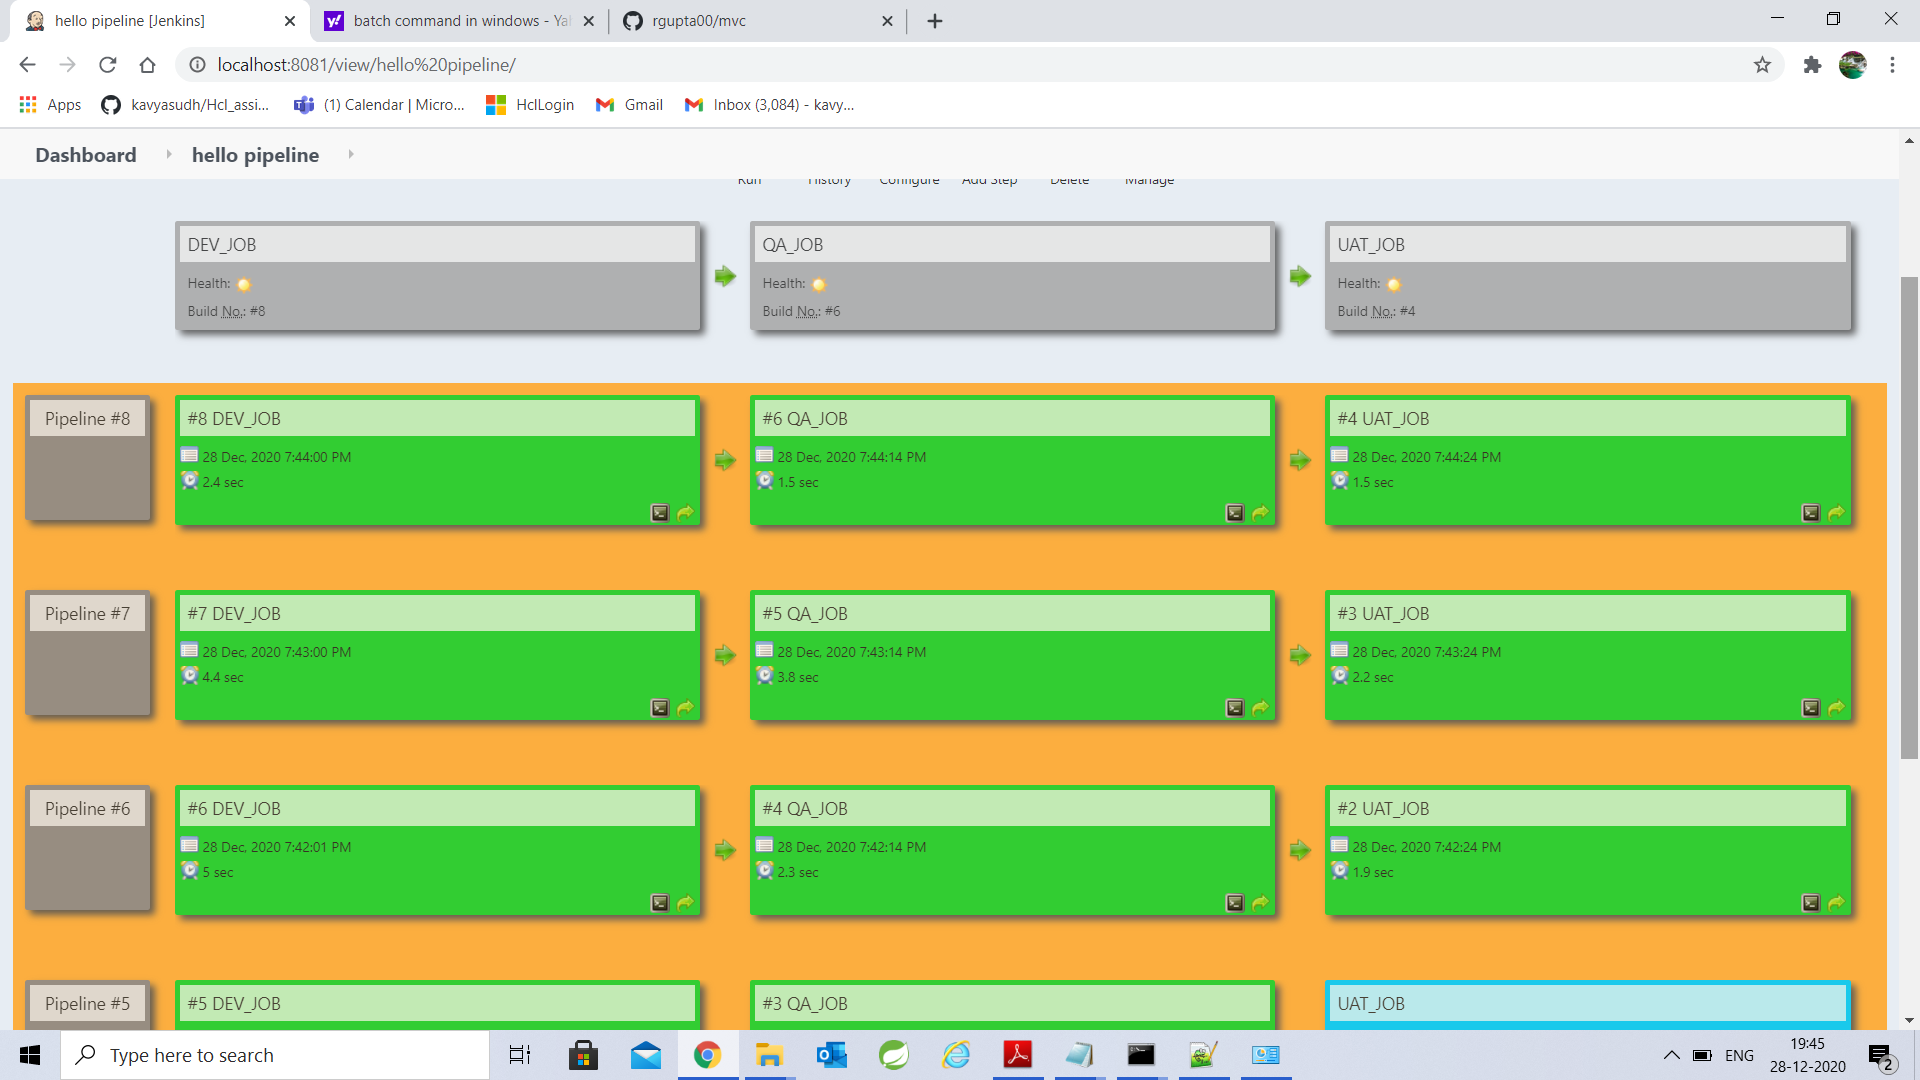 hello pipeline [Jenkins]
batch command in windows - Ya
rgupta00/mvc
localhost:8081/view/hello%20pipeline/
Apps
kavyasudh/Hcl_assi...
(1) Calendar | Micro...
HclLogin
Gmail
Inbox (3,084) - kavy...
Dashboard
hello pipeline
Run
History
Configure
Add Step
Delete
Manage
DEV_JOB
Health:
Build No.: #8
QA_JOB
Health:
Build No.: #6
UAT_JOB
Health:
Build No.: #4
Pipeline #8
#8 DEV_JOB
28 Dec, 2020 7:44:00 PM
2.4 sec
#6 QA_JOB
28 Dec, 2020 7:44:14 PM
1.5 sec
#4 UAT_JOB
28 Dec, 2020 7:44:24 PM
1.5 sec
Pipeline #7
#7 DEV_JOB
28 Dec, 2020 7:43:00 PM
4.4 sec
#5 QA_JOB
28 Dec, 2020 7:43:14 PM
3.8 sec
#3 UAT_JOB
28 Dec, 2020 7:43:24 PM
2.2 sec
Pipeline #6
#6 DEV_JOB
28 Dec, 2020 7:42:01 PM
5 sec
#4 QA_JOB
28 Dec, 2020 7:42:14 PM
2.3 sec
#2 UAT_JOB
28 Dec, 2020 7:42:24 PM
1.9 sec
Pipeline #5
#5 DEV_JOB
#3 QA_JOB
UAT_JOB
Type here to search
ENG
19:45
28-12-2020
2